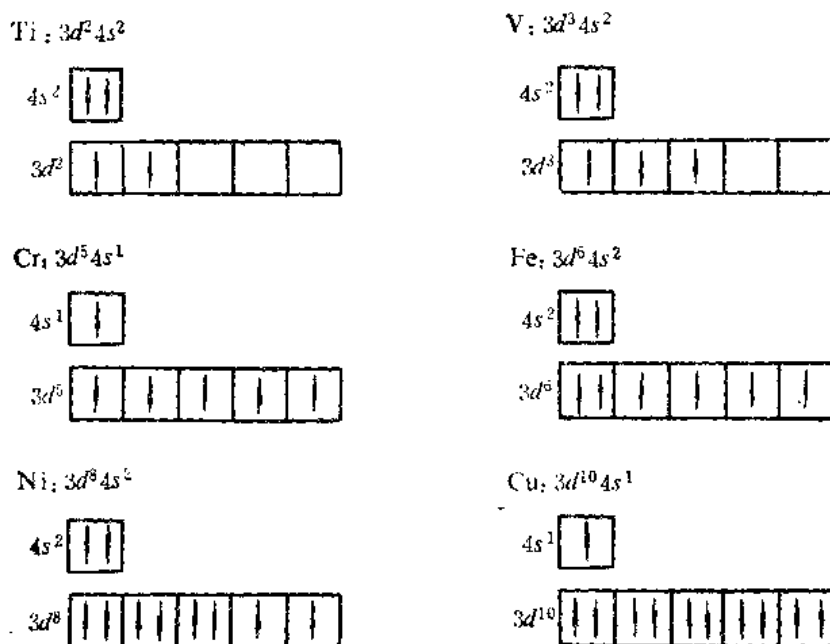 Ti: 3d²4s²
4s²
3d²
V: 3d³4s²
4s²
3d³
Cr: 3d⁵4s¹
4s¹
3d⁵
Fe: 3d⁶4s²
4s²
3d⁶
Ni: 3d⁸4s²
4s²
3d⁸
Cu: 3d¹⁰4s¹
4s¹
3d¹⁰